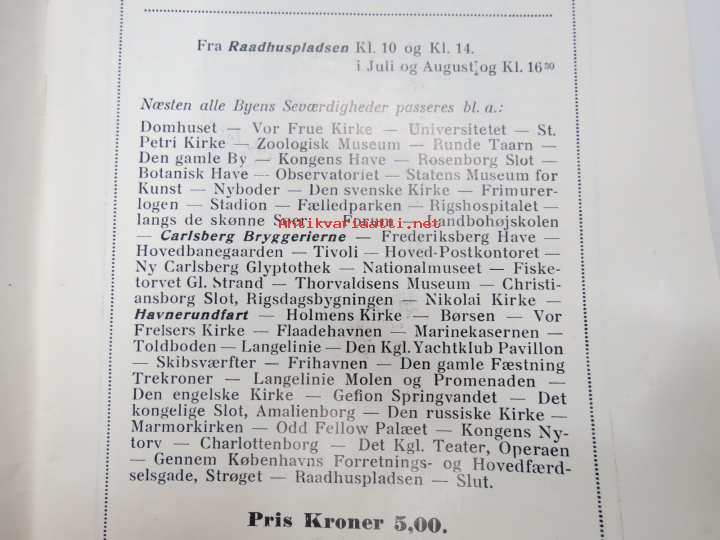 Fra Raadhuspladsen Kl. 10 og Kl. 14.
i Juli og August og Kl. 16³⁰
Næsten alle Byens Seværdigheder passeres bl. a.:
Domhuset — Vor Frue Kirke — Universitetet — St.
Petri Kirke — Zoologisk Museum — Runde Taarn —
Den gamle By — Kongens Have — Rosenborg Slot —
Botanisk Have — Observatoriet — Statens Museum for
Kunst — Nyboder — Den svenske Kirke — Frimurer-
logen — Stadion — Fælledparken — Rigshospitalet —
langs de skønne Søer — Forum — Landbohøjskolen
Antikvariaatti.net
— Carlsberg Bryggerierne — Frederiksberg Have —
Hovedbanegaarden — Tivoli — Hoved-Postkontoret —
Ny Carlsberg Glyptothek — Nationalmuseet — Fiske-
torvet Gl. Strand — Thorvaldsens Museum — Christi-
ansborg Slot, Rigsdagsbygningen — Nikolai Kirke —
Havnerundfart — Holmens Kirke — Børsen — Vor
Frelsers Kirke — Flaadehavnen — Marinekasernen —
Toldboden — Langelinie — Den Kgl. Yachtklub Pavillon
— Skibsværfter — Frihavnen — Den gamle Fæstning
Trekroner — Langelinie Molen og Promenaden —
Den engelske Kirke — Gefion Springvandet — Det
kongelige Slot, Amalienborg — Den russiske Kirke —
Marmorkirken — Odd Fellow Palæet — Kongens Ny-
torv — Charlottenborg — Det Kgl. Teater, Operaen
— Gennem Københavns Forretnings- og Hovedfærd-
selsgade, Strøget — Raadhuspladsen — Slut.
Pris Kroner 5,00.